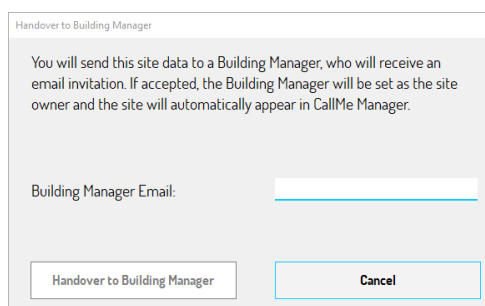 Handover to Building Manager
You will send this site data to a Building Manager, who will receive an
email invitation. If accepted, the Building Manager will be set as the site
owner and the site will automatically appear in CallMe Manager.
Building Manager Email:
Handover to Building Manager
Cancel